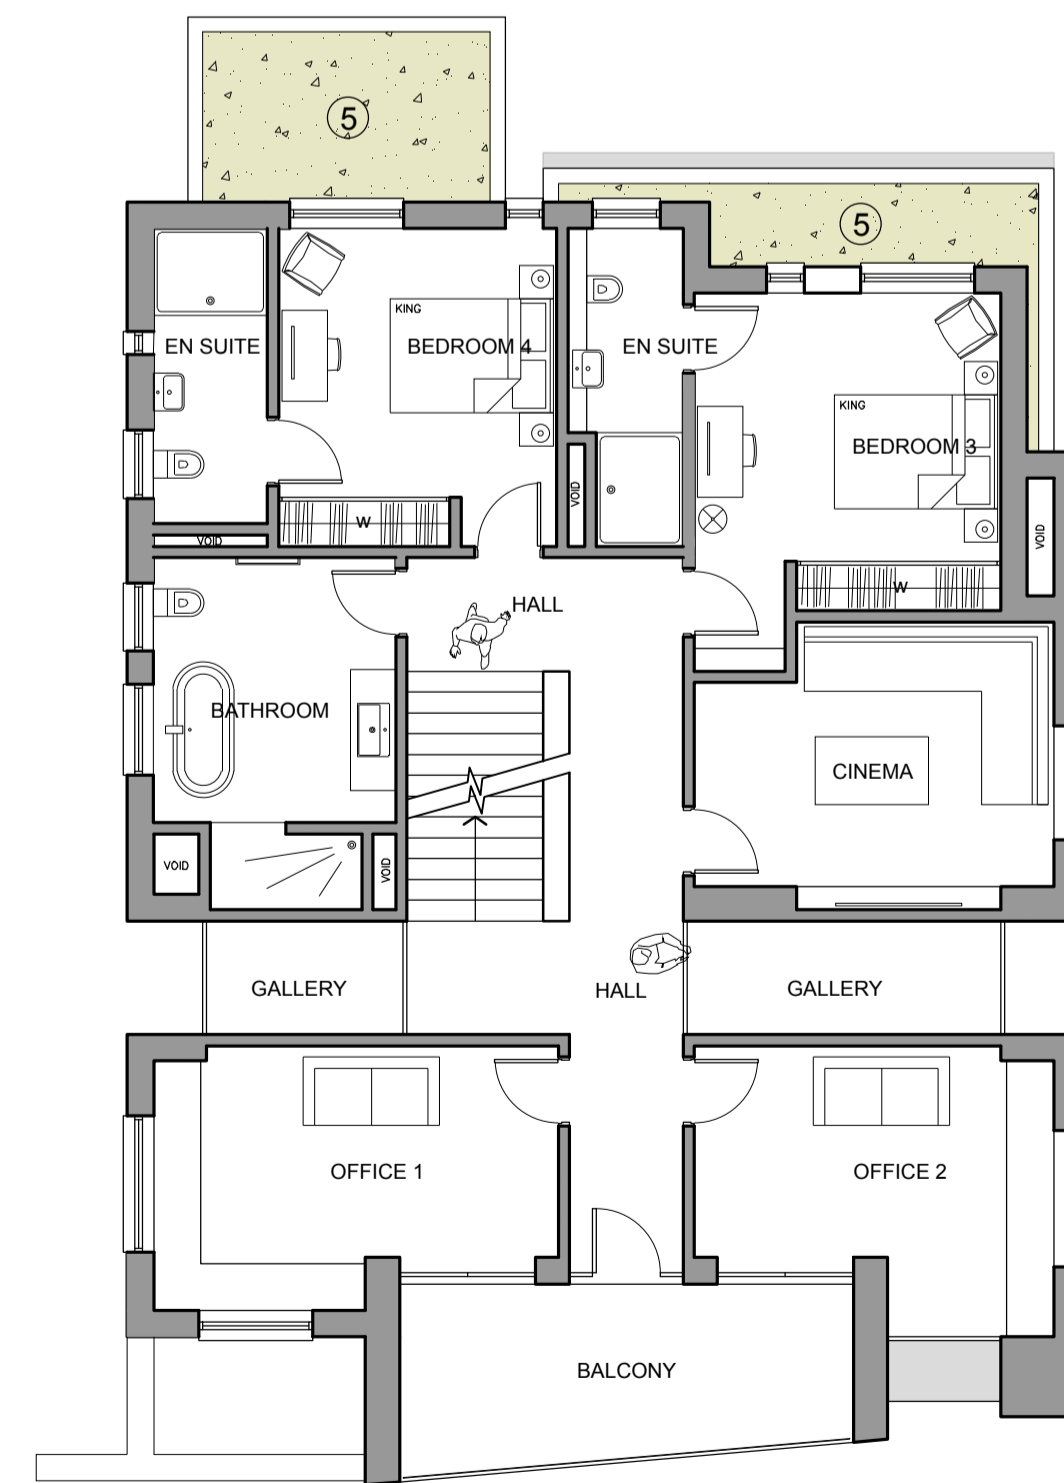 5
5
EN SUITE
KING
BEDROOM 4
EN SUITE
KING
BEDROOM 3
VOID
VOID
W
VOID
W
HALL
BATHROOM
CINEMA
VOID
VOID
GALLERY
HALL
GALLERY
OFFICE 1
OFFICE 2
BALCONY